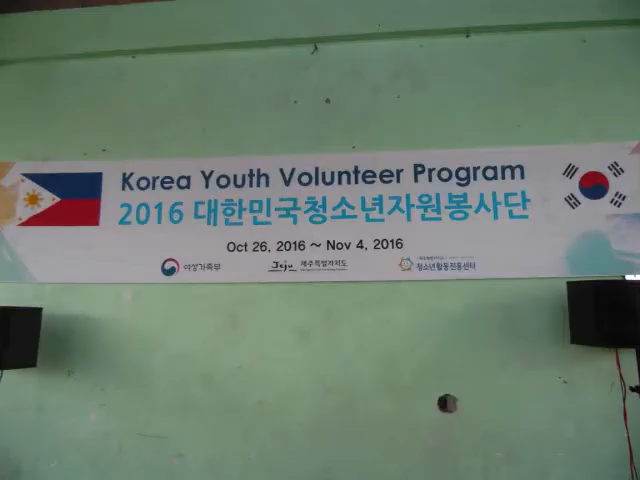 Korea Youth Volunteer Program
2016 대한민국청소년자원봉사단
Oct 26, 2016 ~ Nov 4, 2016
여성가족부
Jeju 제주특별자치도
청소년활동진흥센터